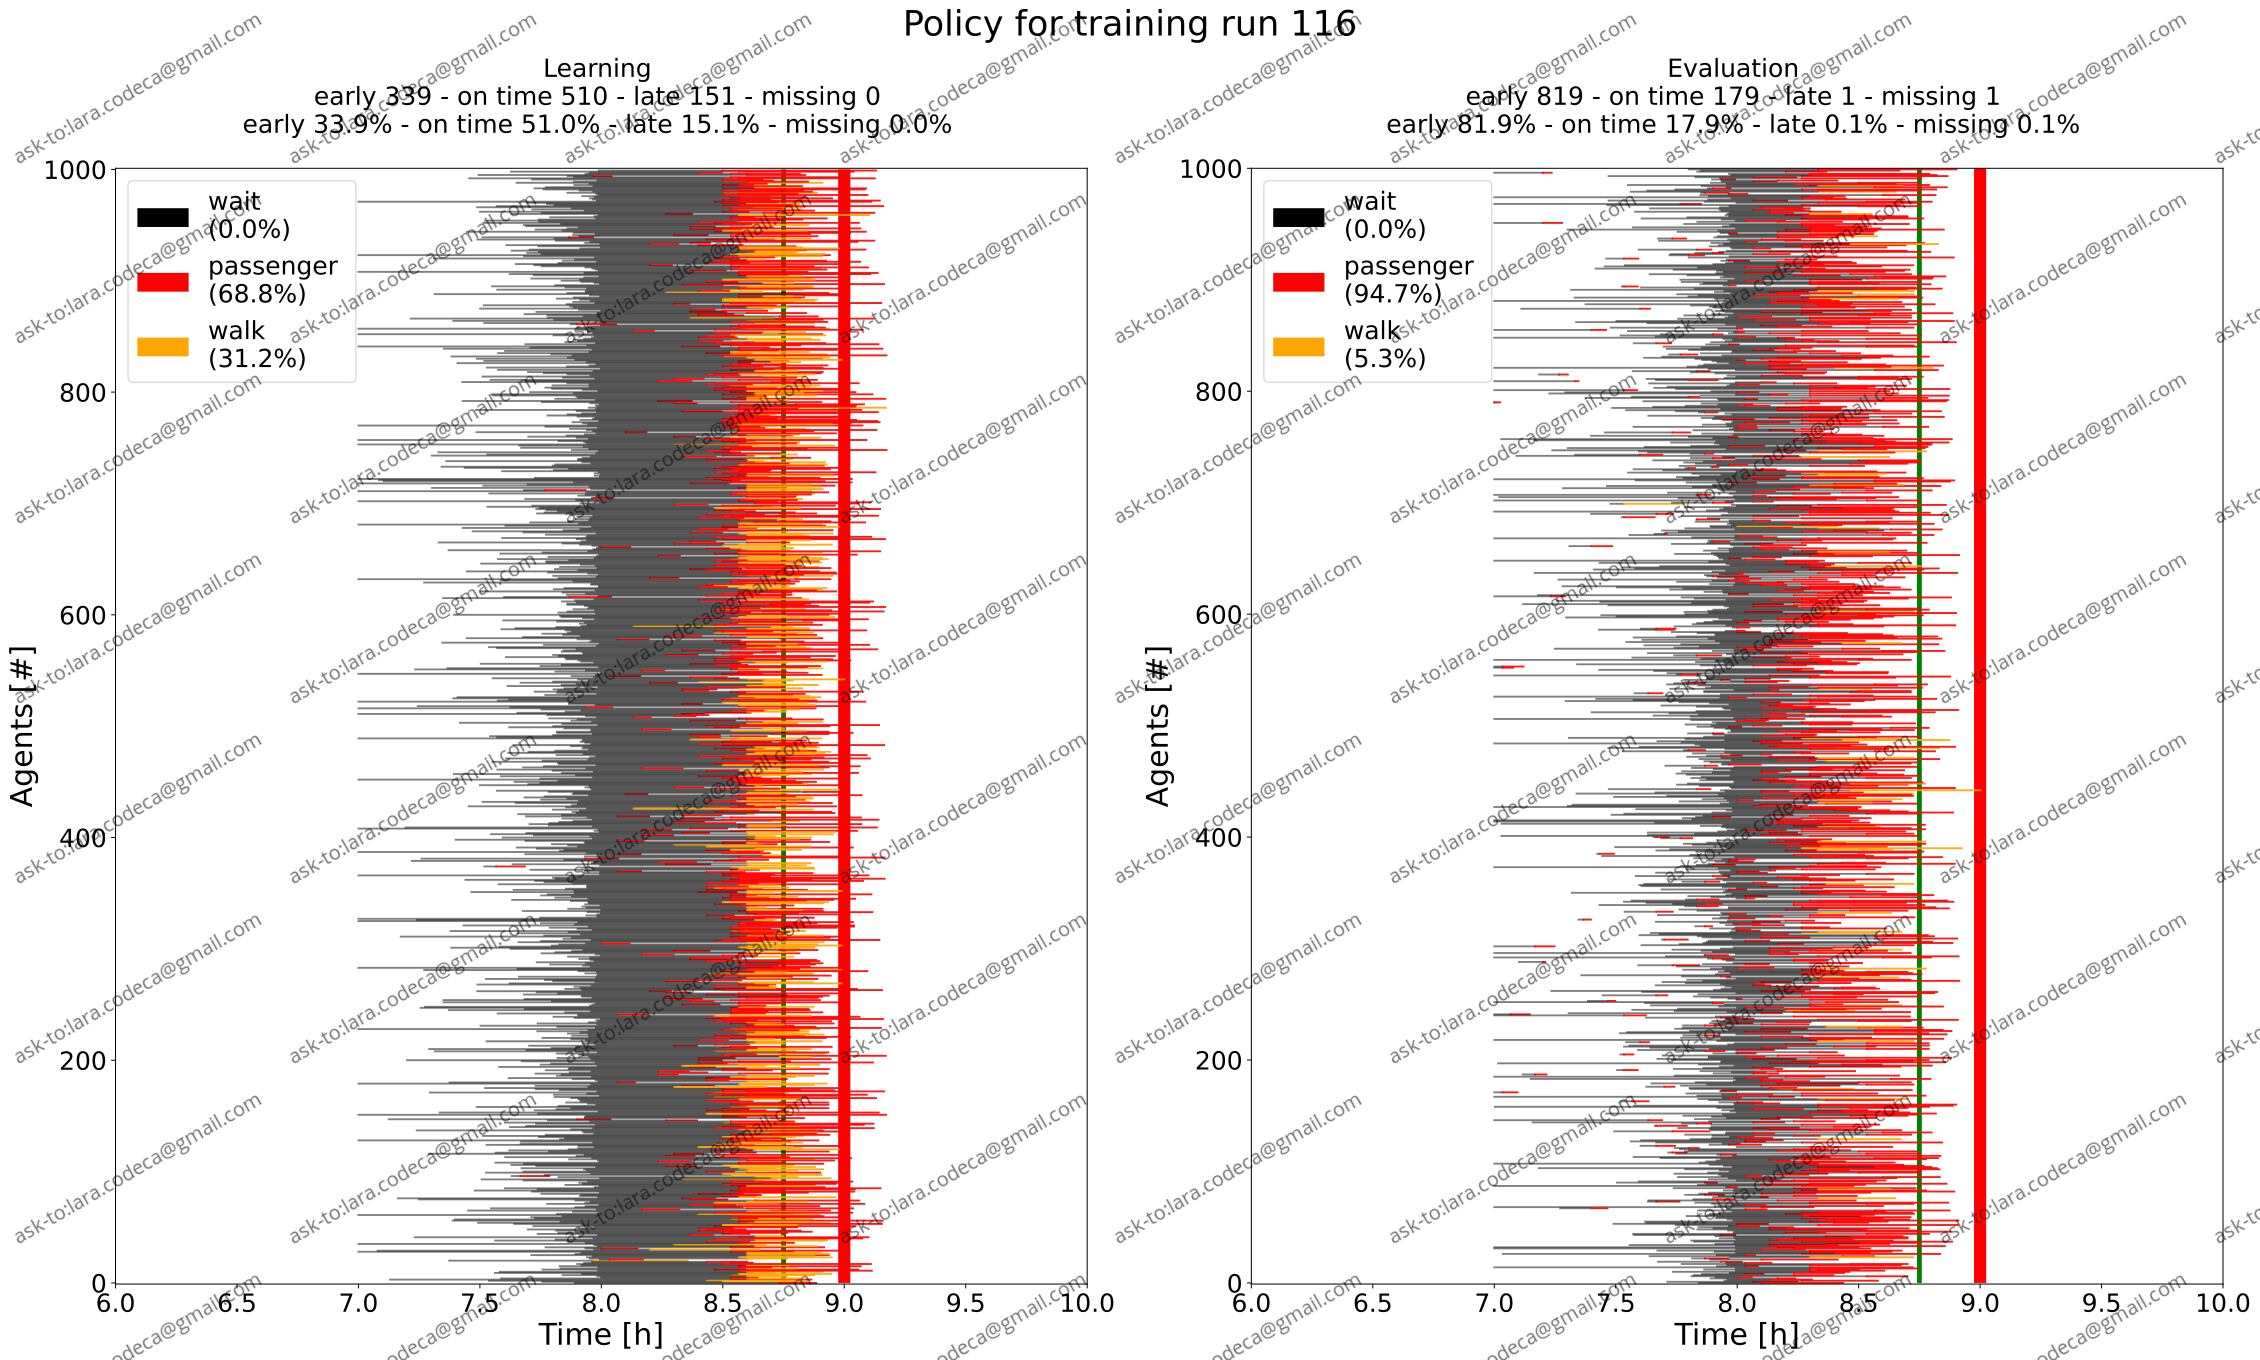 Policy for training run 116
Learning
early 339 - on time 510 - late 151 - missing 0
early 33.9% - on time 51.0% - late 15.1% - missing 0.0%
wait
(0.0%)
passenger
(68.8%)
walk
(31.2%)
Agents [#]
1000
800
600
400
200
0
6.0 6.5 7.0 7.5 8.0 8.5 9.0 9.5 10.0
Time [h]
Evaluation
early 819 - on time 179 - late 1 - missing 1
early 81.9% - on time 17.9% - late 0.1% - missing 0.1%
wait
(0.0%)
passenger
(94.7%)
walk
(5.3%)
Agents [#]
1000
800
600
400
200
0
6.0 6.5 7.0 7.5 8.0 8.5 9.0 9.5 10.0
Time [h]
ask-to:lara.codeca@gmail.com